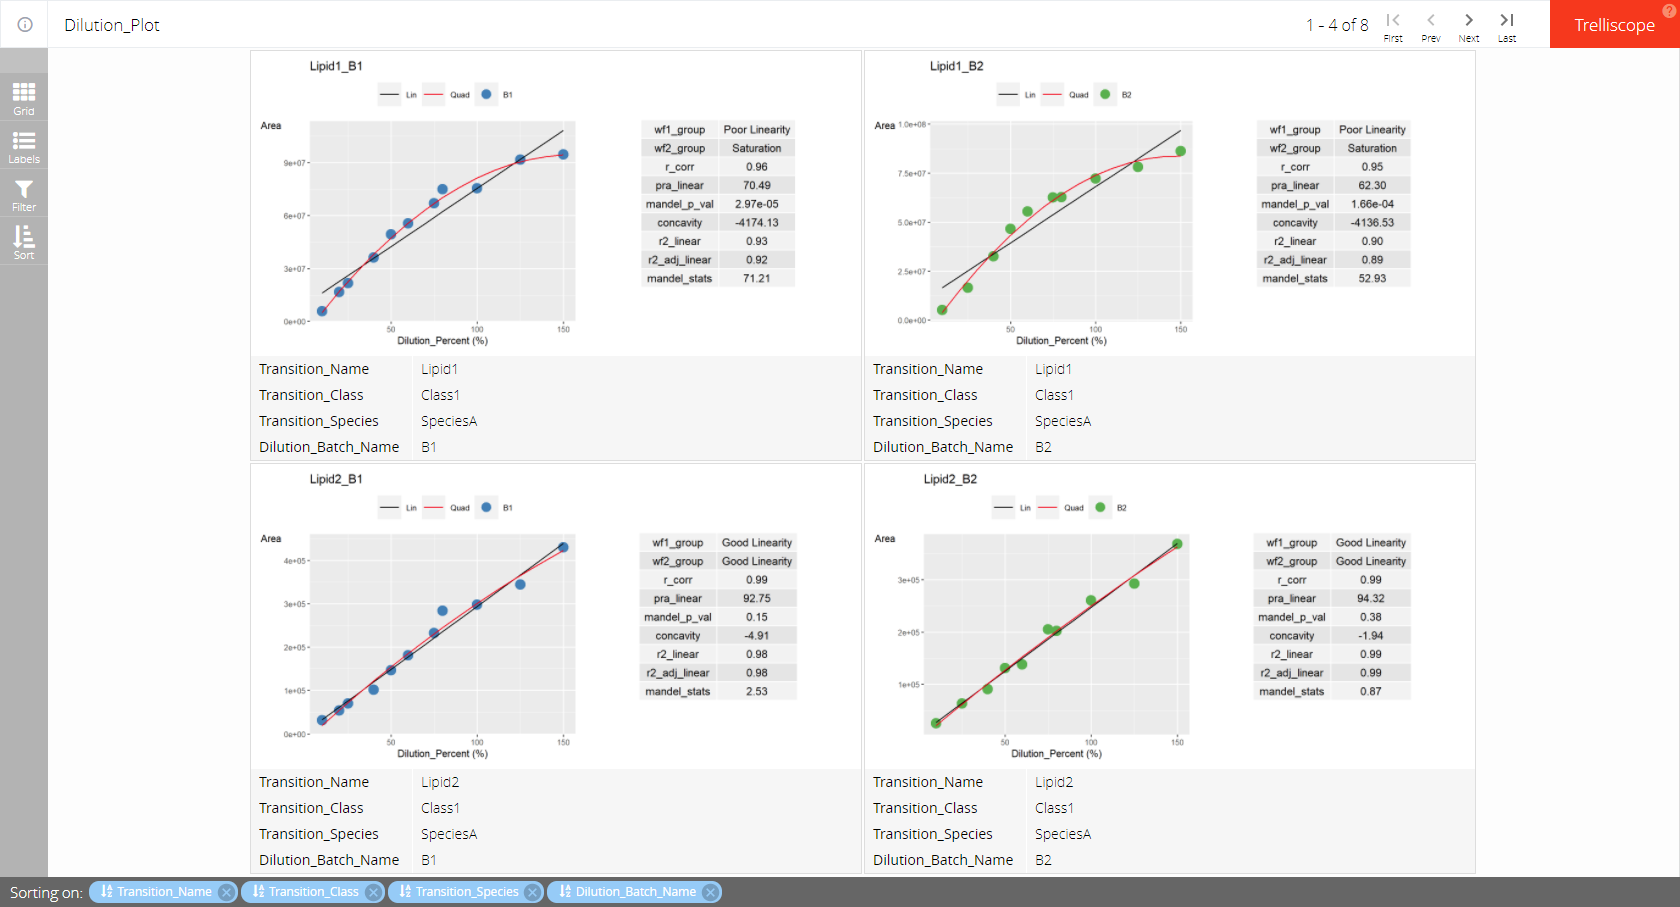 Dilution_Plot
1 - 4 of 8
First Prev Next Last
Trelliscope
?
Grid
Labels
Filter
Sort
Lipid1_B1
Lin Quad B1
Area
9e+07
6e+07
3e+07
0e+00
50 100 150
Dilution_Percent (%)
wf1_group Poor Linearity
wf2_group Saturation
r_corr 0.96
pra_linear 70.49
mandel_p_val 2.97e-05
concavity -4174.13
r2_linear 0.93
r2_adj_linear 0.92
mandel_stats 71.21
Transition_Name Lipid1
Transition_Class Class1
Transition_Species SpeciesA
Dilution_Batch_Name B1
Lipid1_B2
Lin Quad B2
Area
1.0e+08
7.5e+07
5.0e+07
2.5e+07
0.0e+00
50 100 150
Dilution_Percent (%)
wf1_group Poor Linearity
wf2_group Saturation
r_corr 0.95
pra_linear 62.30
mandel_p_val 1.66e-04
concavity -4136.53
r2_linear 0.90
r2_adj_linear 0.89
mandel_stats 52.93
Transition_Name Lipid1
Transition_Class Class1
Transition_Species SpeciesA
Dilution_Batch_Name B2
Lipid2_B1
Lin Quad B1
Area
4e+05
3e+05
2e+05
1e+05
0e+00
50 100 150
Dilution_Percent (%)
wf1_group Good Linearity
wf2_group Good Linearity
r_corr 0.99
pra_linear 92.75
mandel_p_val 0.15
concavity -4.91
r2_linear 0.98
r2_adj_linear 0.98
mandel_stats 2.53
Transition_Name Lipid2
Transition_Class Class1
Transition_Species SpeciesA
Dilution_Batch_Name B1
Lipid2_B2
Lin Quad B2
Area
3e+05
2e+05
1e+05
50 100 150
Dilution_Percent (%)
wf1_group Good Linearity
wf2_group Good Linearity
r_corr 0.99
pra_linear 94.32
mandel_p_val 0.38
concavity -1.94
r2_linear 0.99
r2_adj_linear 0.99
mandel_stats 0.87
Transition_Name Lipid2
Transition_Class Class1
Transition_Species SpeciesA
Dilution_Batch_Name B2
Sorting on: Transition_Name Transition_Class Transition_Species Dilution_Batch_Name